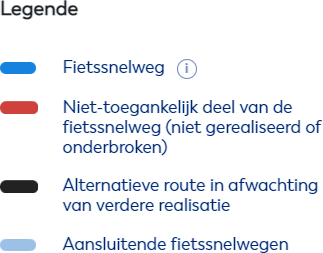 Legende
Fietssnelweg
Niet-toegankelijk deel van de
fietssnelweg (niet gerealiseerd of
onderbroken)
Alternatieve route in afwachting
van verdere realisatie
Aansluitende fietssnelwegen